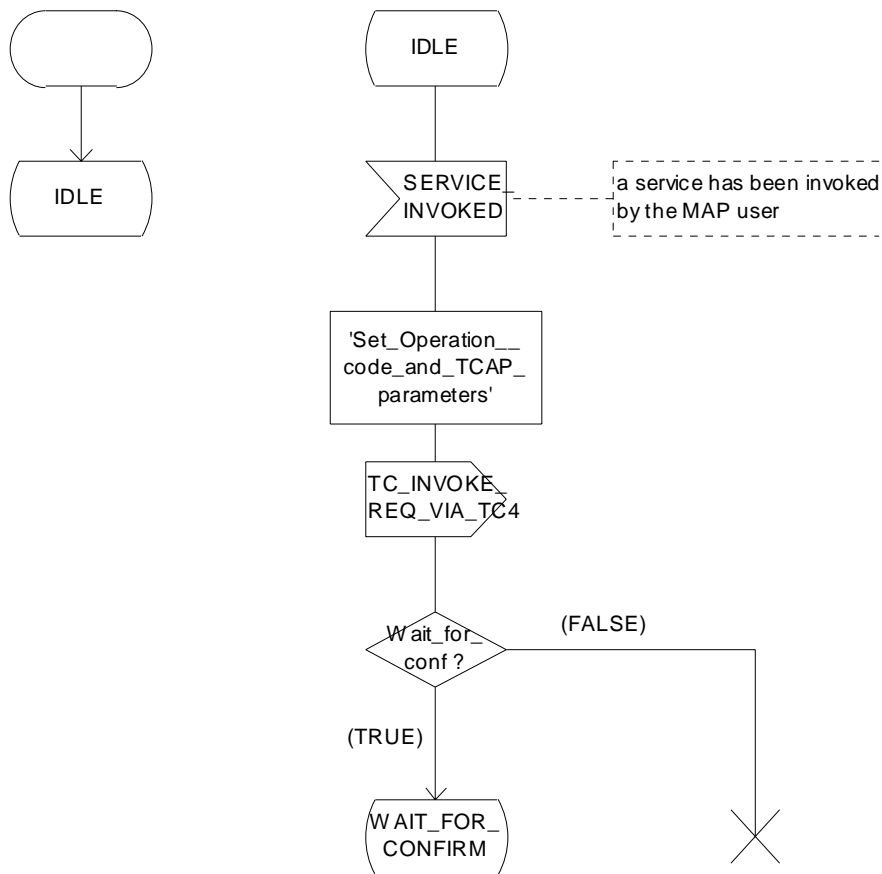 IDLE
IDLE
SERVICE_
INVOKED
a service has been invoked
by the MAP user
'Set_Operation__
code_and_TCAP_
parameters'
TC_INVOKE_
REQ_VIA_TC4
Wait_for_
conf ?
(FALSE)
(TRUE)
WAIT_FOR_
CONFIRM